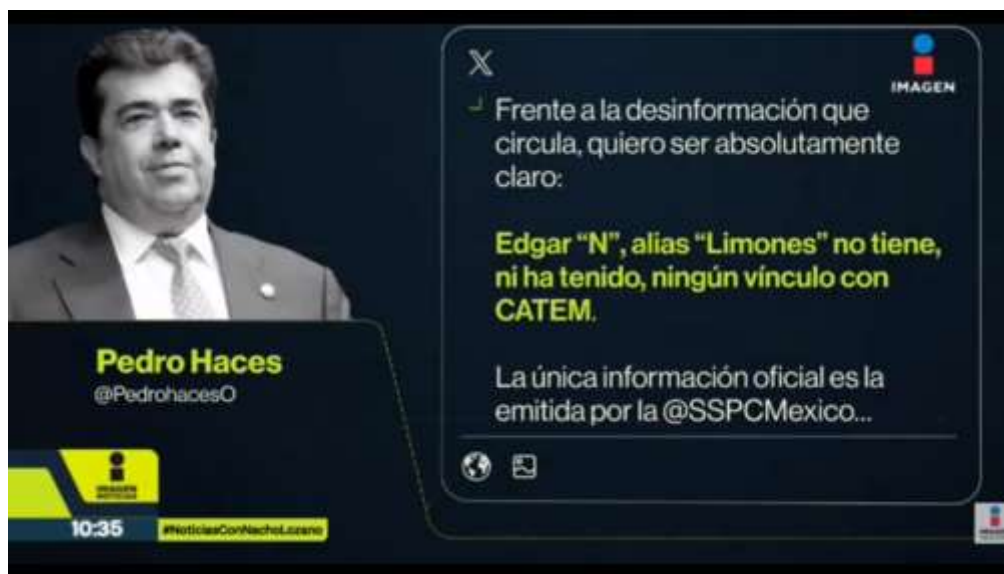 X
IMAGEN
Frente a la desinformación que
circula, quiero ser absolutamente
claro:
Edgar “N”, alias “Limones” no tiene,
ni ha tenido, ningún vínculo con
CATEM.
La única información oficial es la
emitida por la @SSPCMexico...
Pedro Haces
@PedrohacesO
IMAGEN
NOTICIAS
10:35
#NoticiasConNachoLozano